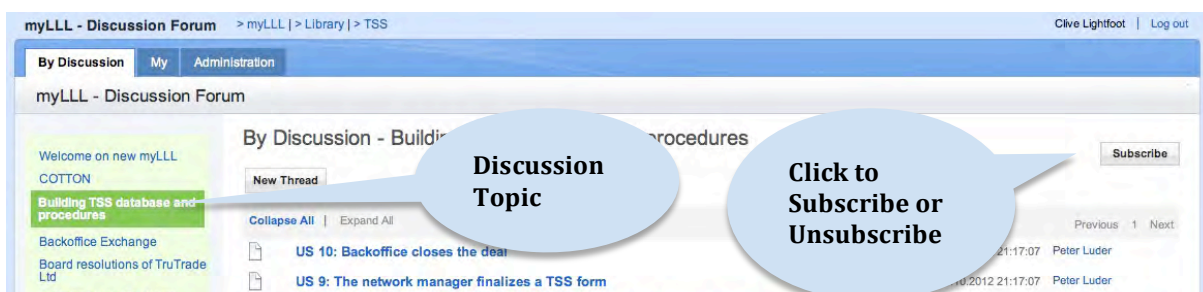 myLLL - Discussion Forum > myLLL | > Library | > TSS Clive Lightfoot | Log out
By Discussion My Administration
myLLL - Discussion Forum
By Discussion - rocedures
Subscribe
Welcome on new myLLL
COTTON
Building TSS database and
procedures
Backoffice Exchange
Board resolutions of TruTrade
Ltd
New Thread
Discussion
Topic
Click to
Subscribe or
Unsubscribe
Collapse All | Expand All
Previous 1 Next
US 10: Backoffice closes the deal 21:17:07 Peter Luder
US 9: The network manager finalizes a TSS form .2012 21:17:07 Peter Luder